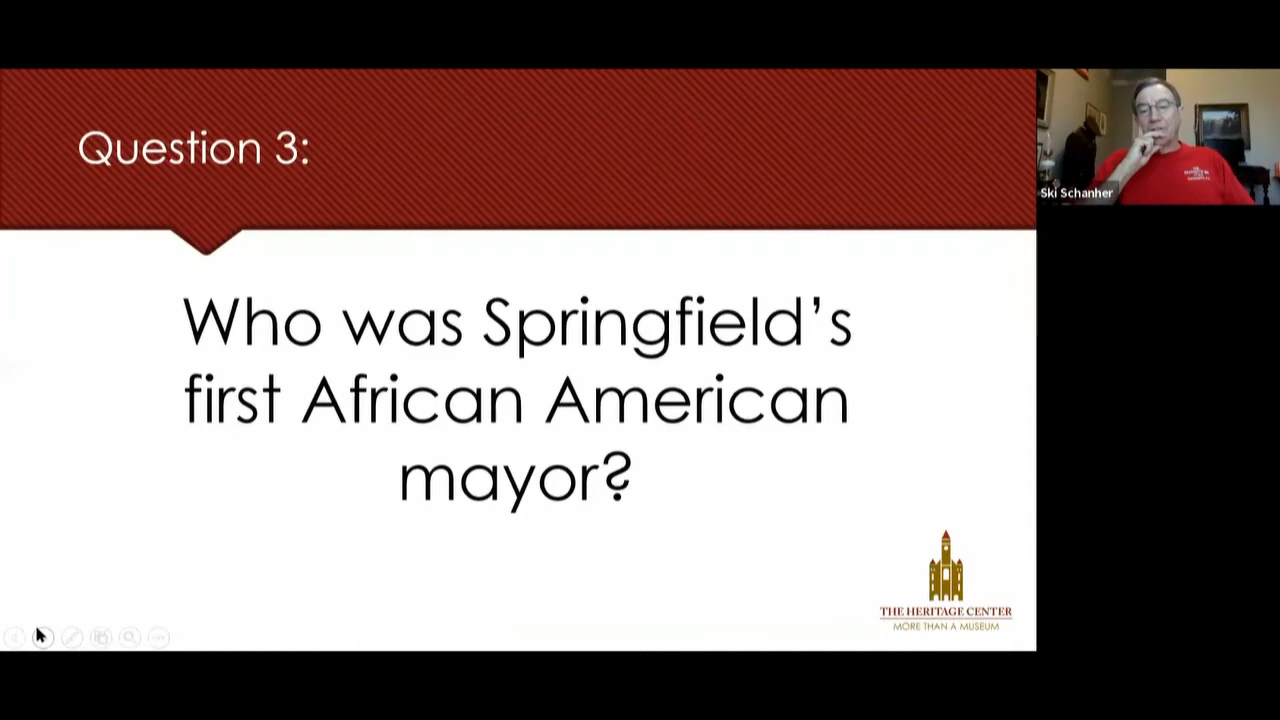 Question 3:
Who was Springfield's
first African American
mayor?
THE HERITAGE CENTER
MORE THAN A MUSEUM
Ski Schanher